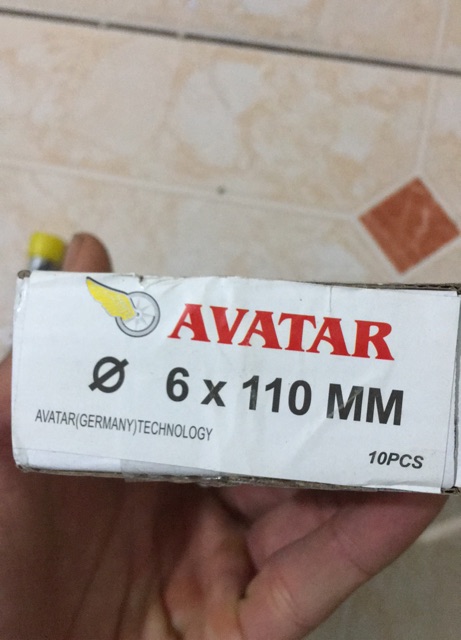 AVATAR
Ø 6 x 110 MM
AVATAR(GERMANY)TECHNOLOGY
10PCS